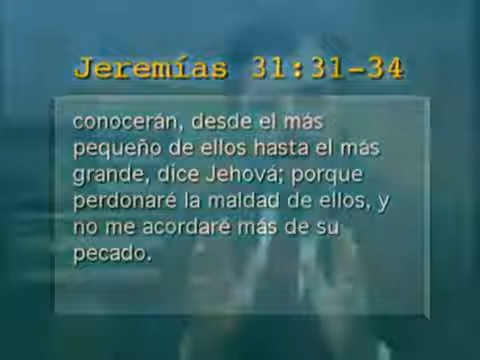 Jeremías 31:31-34
conocerán, desde el más
pequeño de ellos hasta el más
grande, dice Jehová; porque
perdonaré la maldad de ellos, y
no me acordaré más de su
pecado.